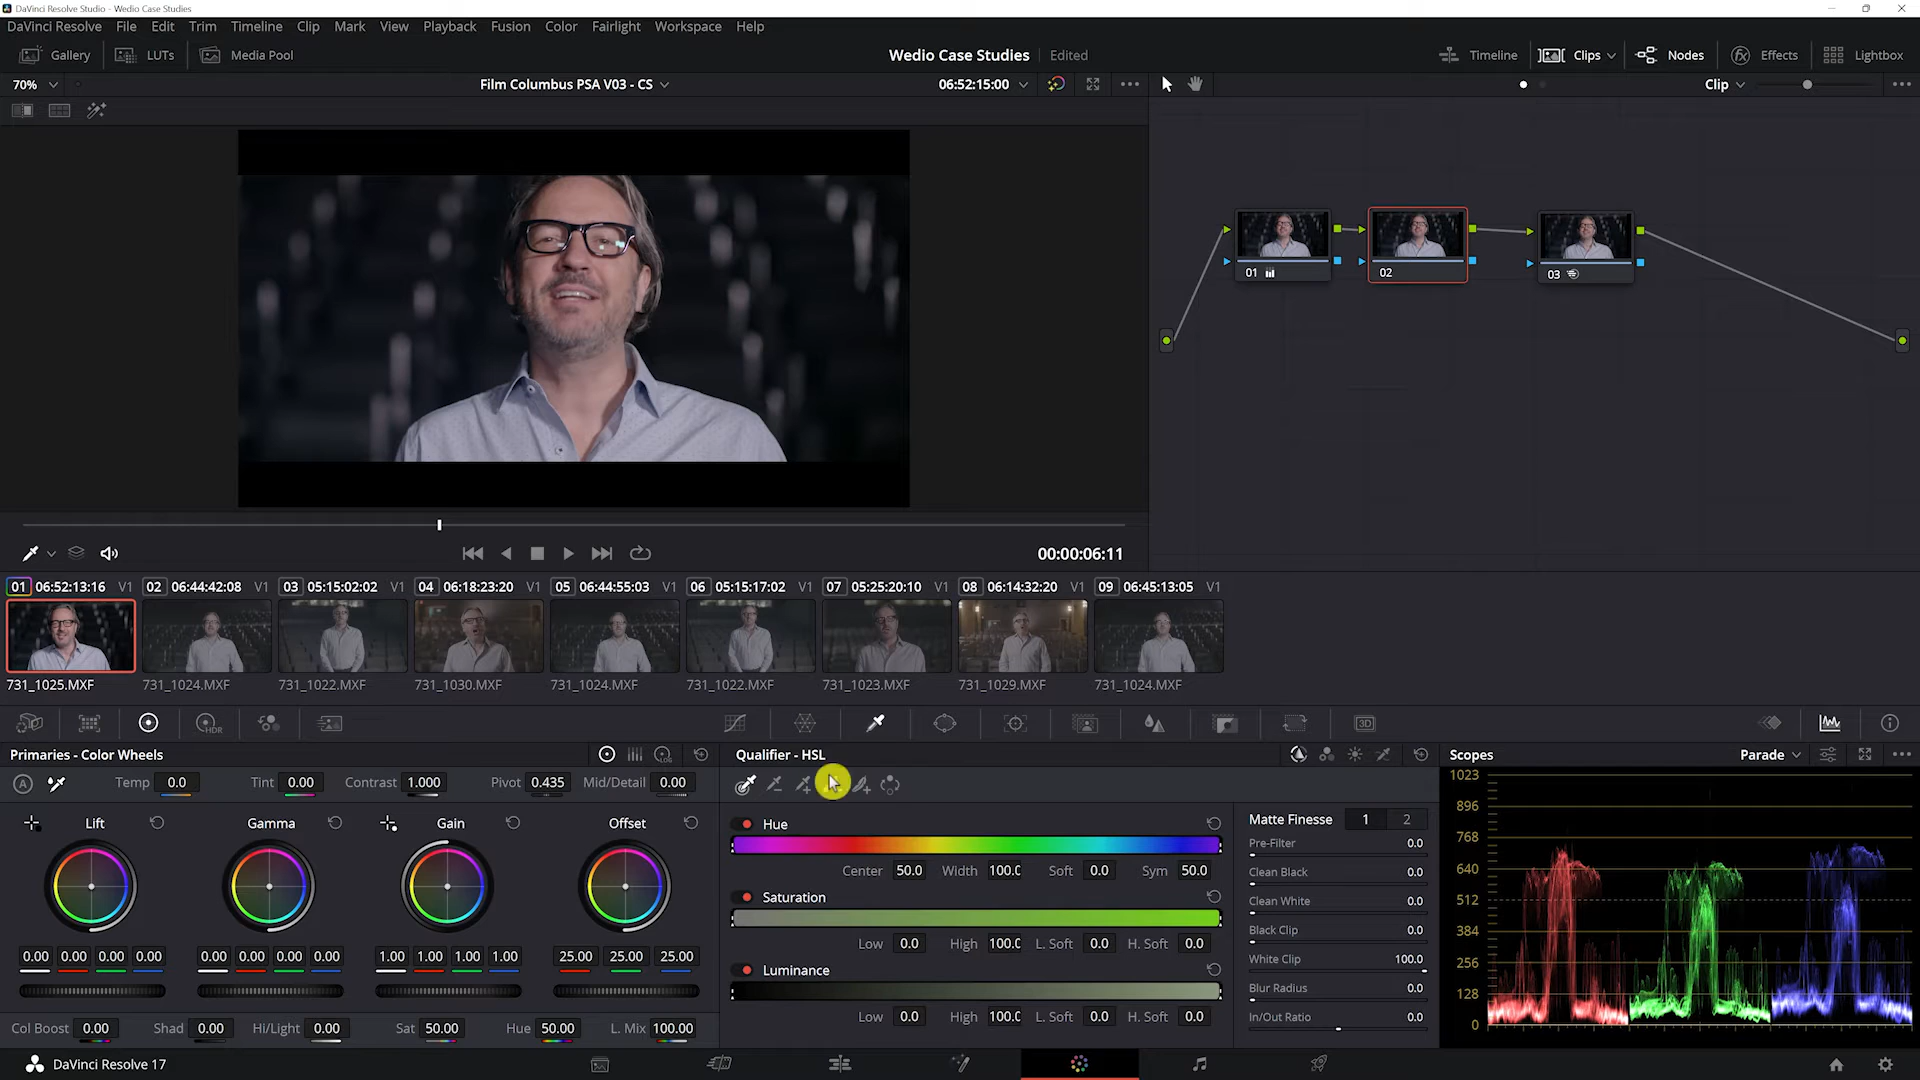 DaVinci Resolve Studio - Wedio Case Studies
DaVinci Resolve File Edit Trim Timeline Clip Mark View Playback Fusion Color Fairlight Workspace Help
Gallery LUTs Media Pool Wedio Case Studies Edited Timeline Clips Nodes Effects Lightbox
70% Film Columbus PSA V03 - CS 06:52:15:00 Clip
01 02 03
00:00:06:11
01 06:52:13:16 V1 02 06:44:42:08 V1 03 05:15:02:02 V1 04 06:18:23:20 V1 05 06:44:55:03 V1 06 05:15:17:02 V1 07 05:25:20:10 V1 08 06:14:32:20 V1 09 06:45:13:05 V1
731_1025.MXF 731_1024.MXF 731_1022.MXF 731_1030.MXF 731_1024.MXF 731_1022.MXF 731_1023.MXF 731_1029.MXF 731_1024.MXF
HDR 3D
Primaries - Color Wheels LOG Qualifier - HSL Scopes Parade
A Temp 0.0 Tint 0.00 Contrast 1.000 Pivot 0.435 Mid/Detail 0.00
Lift Gamma Gain Offset
0.00 0.00 0.00 0.00 0.00 0.00 0.00 0.00 1.00 1.00 1.00 1.00 25.00 25.00 25.00
Col Boost 0.00 Shad 0.00 Hi/Light 0.00 Sat 50.00 Hue 50.00 L. Mix 100.00
Hue
Center 50.0 Width 100.0 Soft 0.0 Sym 50.0
Saturation
Low 0.0 High 100.0 L. Soft 0.0 H. Soft 0.0
Luminance
Low 0.0 High 100.0 L. Soft 0.0 H. Soft 0.0
Matte Finesse 1 2
Pre-Filter 0.0
Clean Black 0.0
Clean White 0.0
Black Clip 0.0
White Clip 100.0
Blur Radius 0.0
In/Out Ratio 0.0
1023
896
768
640
512
384
256
128
0
DaVinci Resolve 17